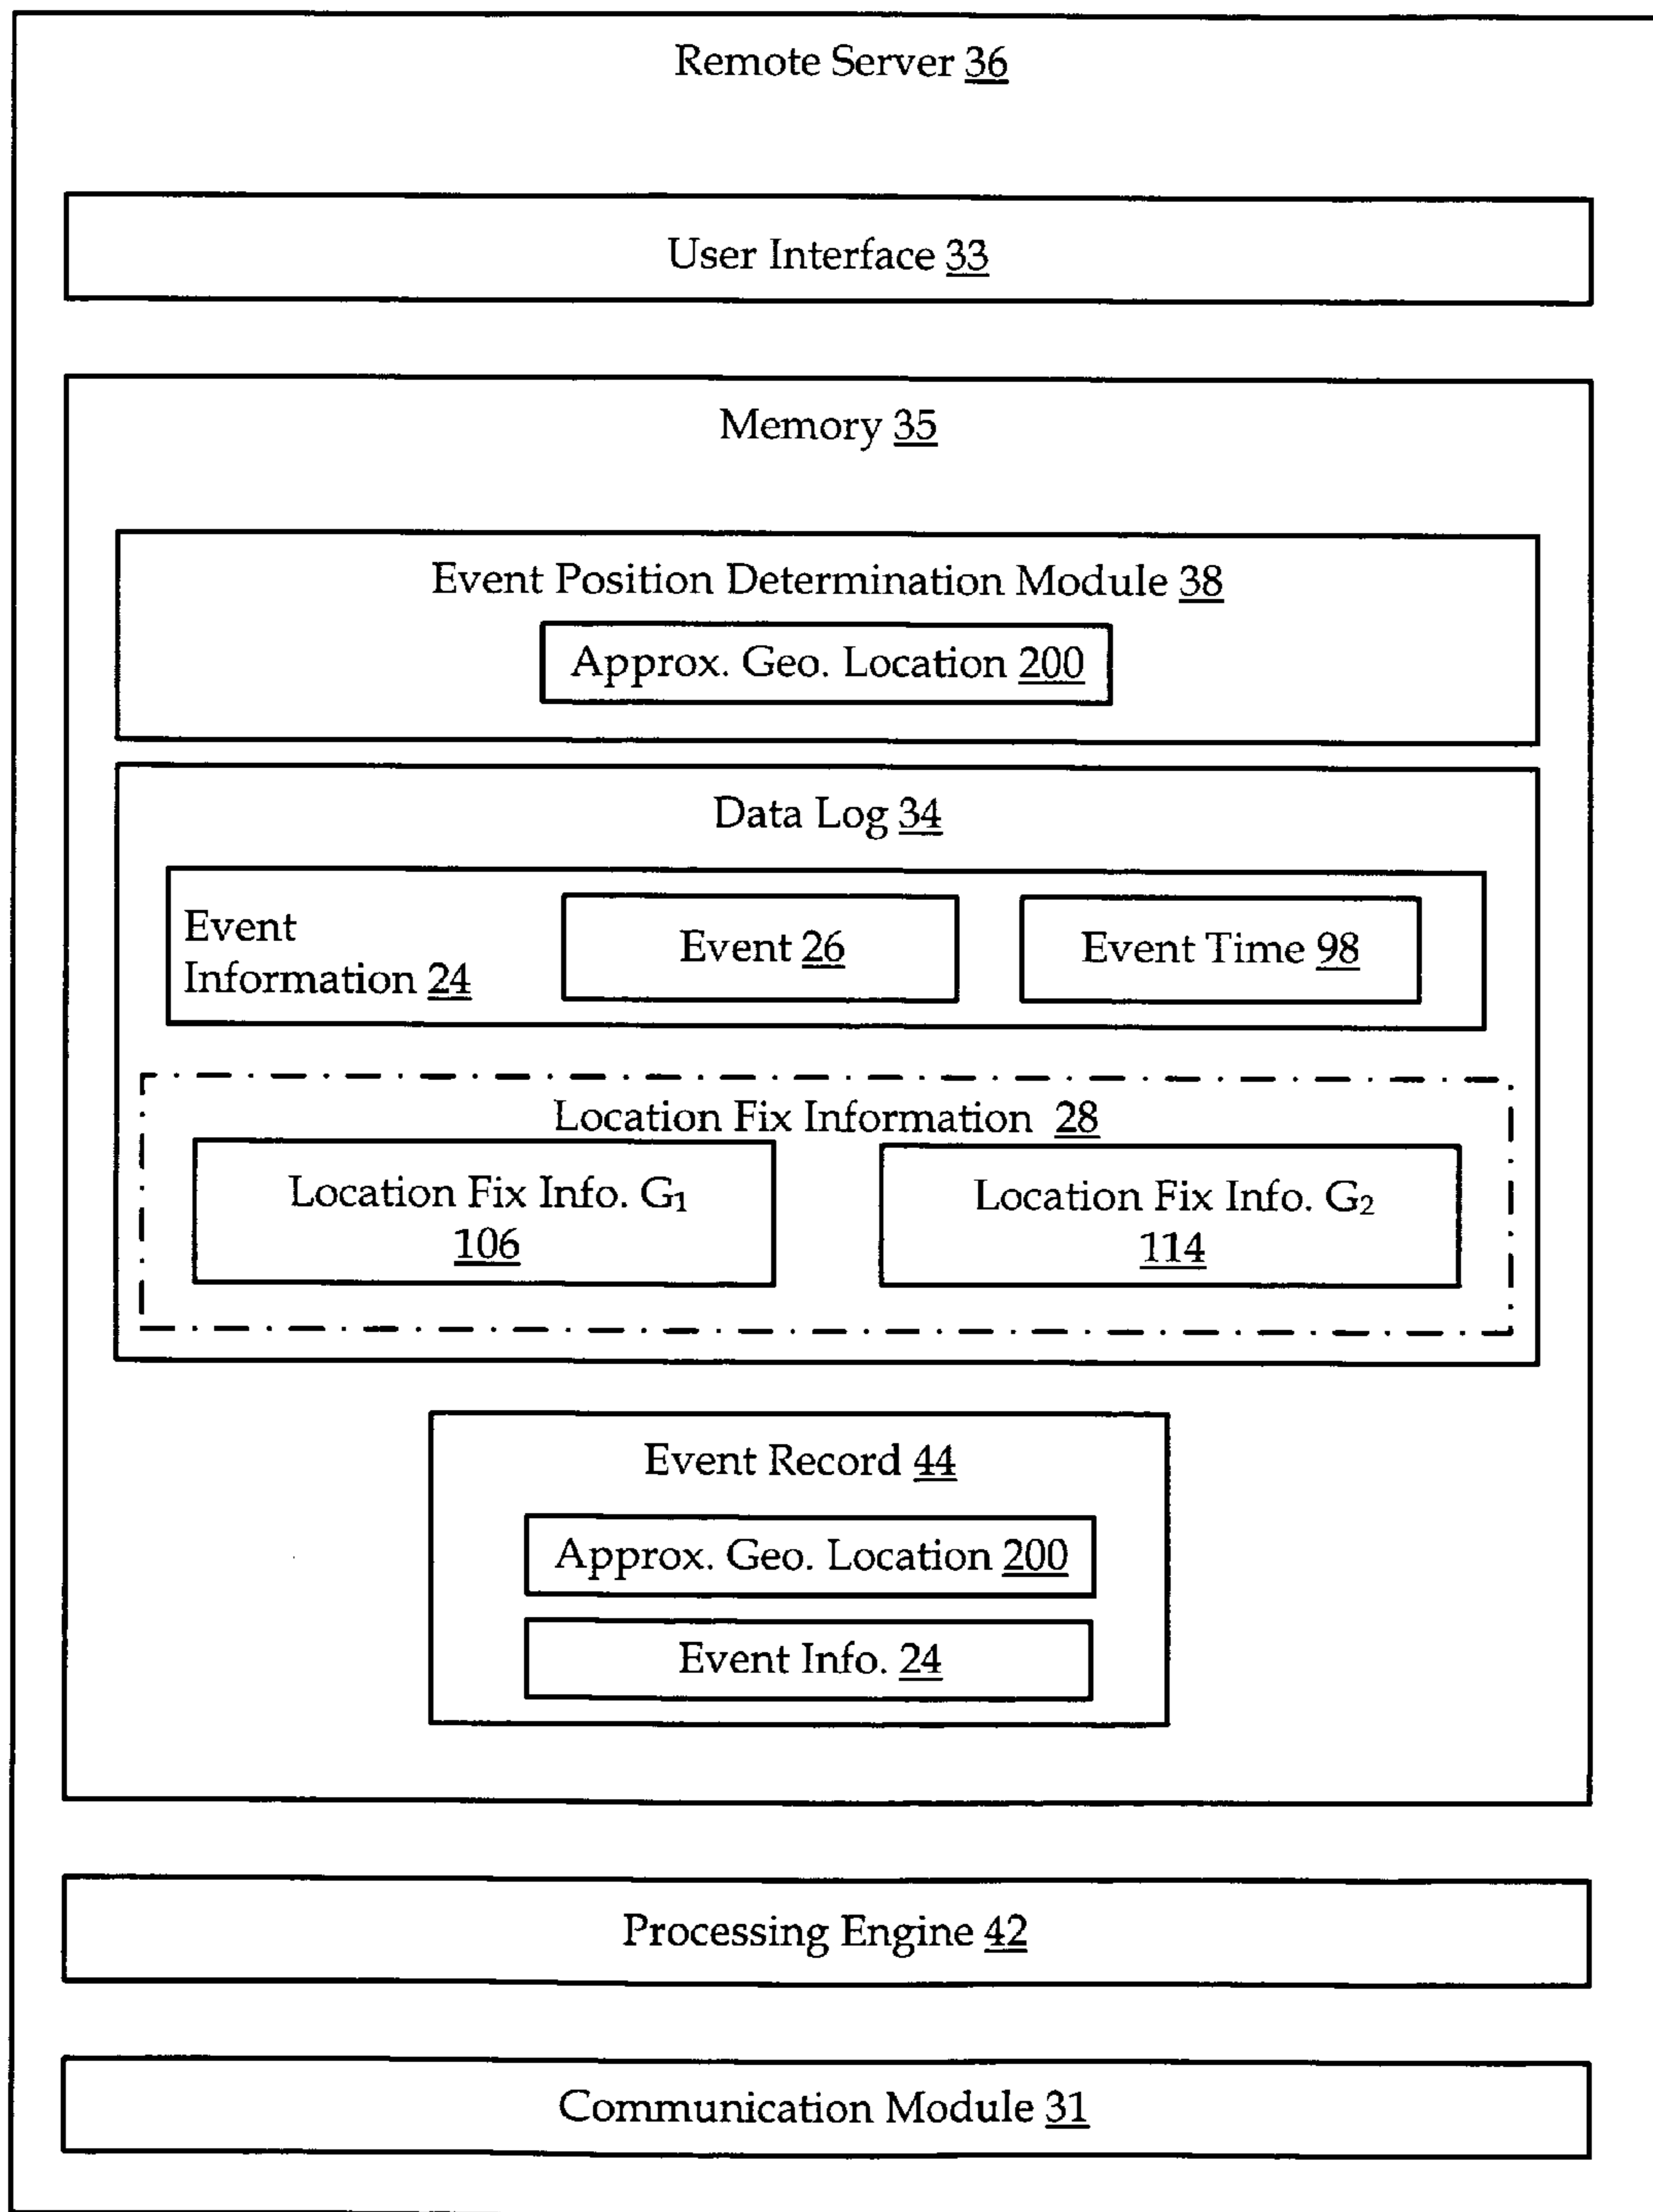 Remote Server 36
User Interface 33
Memory 35
Event Position Determination Module 38
Approx. Geo. Location 200
Data Log 34
Event
Information 24
Event 26
Event Time 98
Location Fix Information 28
Location Fix Info. G₁
106
Location Fix Info. G₂
114
Event Record 44
Approx. Geo. Location 200
Event Info. 24
Processing Engine 42
Communication Module 31